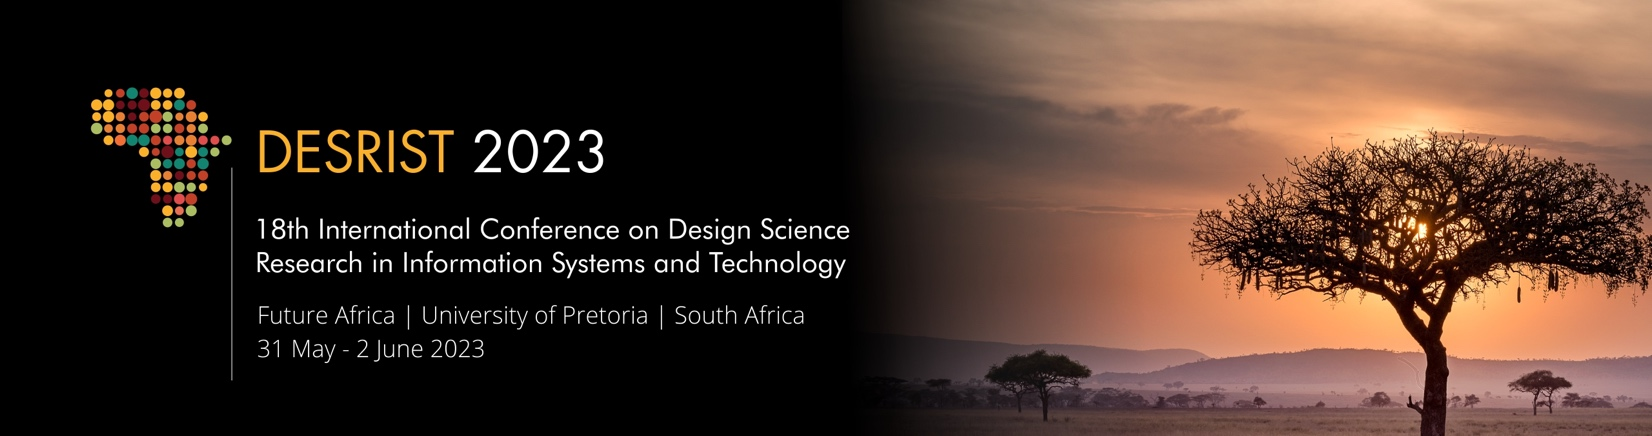 DESRIST 2023
18th International Conference on Design Science
Research in Information Systems and Technology
Future Africa | University of Pretoria | South Africa
31 May - 2 June 2023